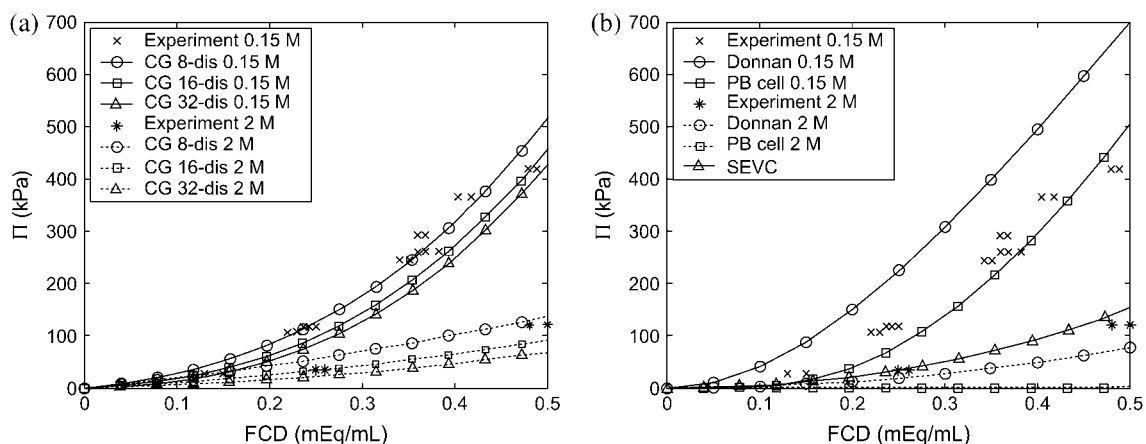 (a)
700
600
500
400
300
200
100
0
Π (kPa)
Experiment 0.15 M
CG 8-dis 0.15 M
CG 16-dis 0.15 M
CG 32-dis 0.15 M
Experiment 2 M
CG 8-dis 2 M
CG 16-dis 2 M
CG 32-dis 2 M
0 0.1 0.2 0.3 0.4 0.5
FCD (mEq/mL)
(b)
700
600
500
400
300
200
100
0
Π (kPa)
Experiment 0.15 M
Donnan 0.15 M
PB cell 0.15 M
Experiment 2 M
Donnan 2 M
PB cell 2 M
SEVC
0 0.1 0.2 0.3 0.4 0.5
FCD (mEq/mL)